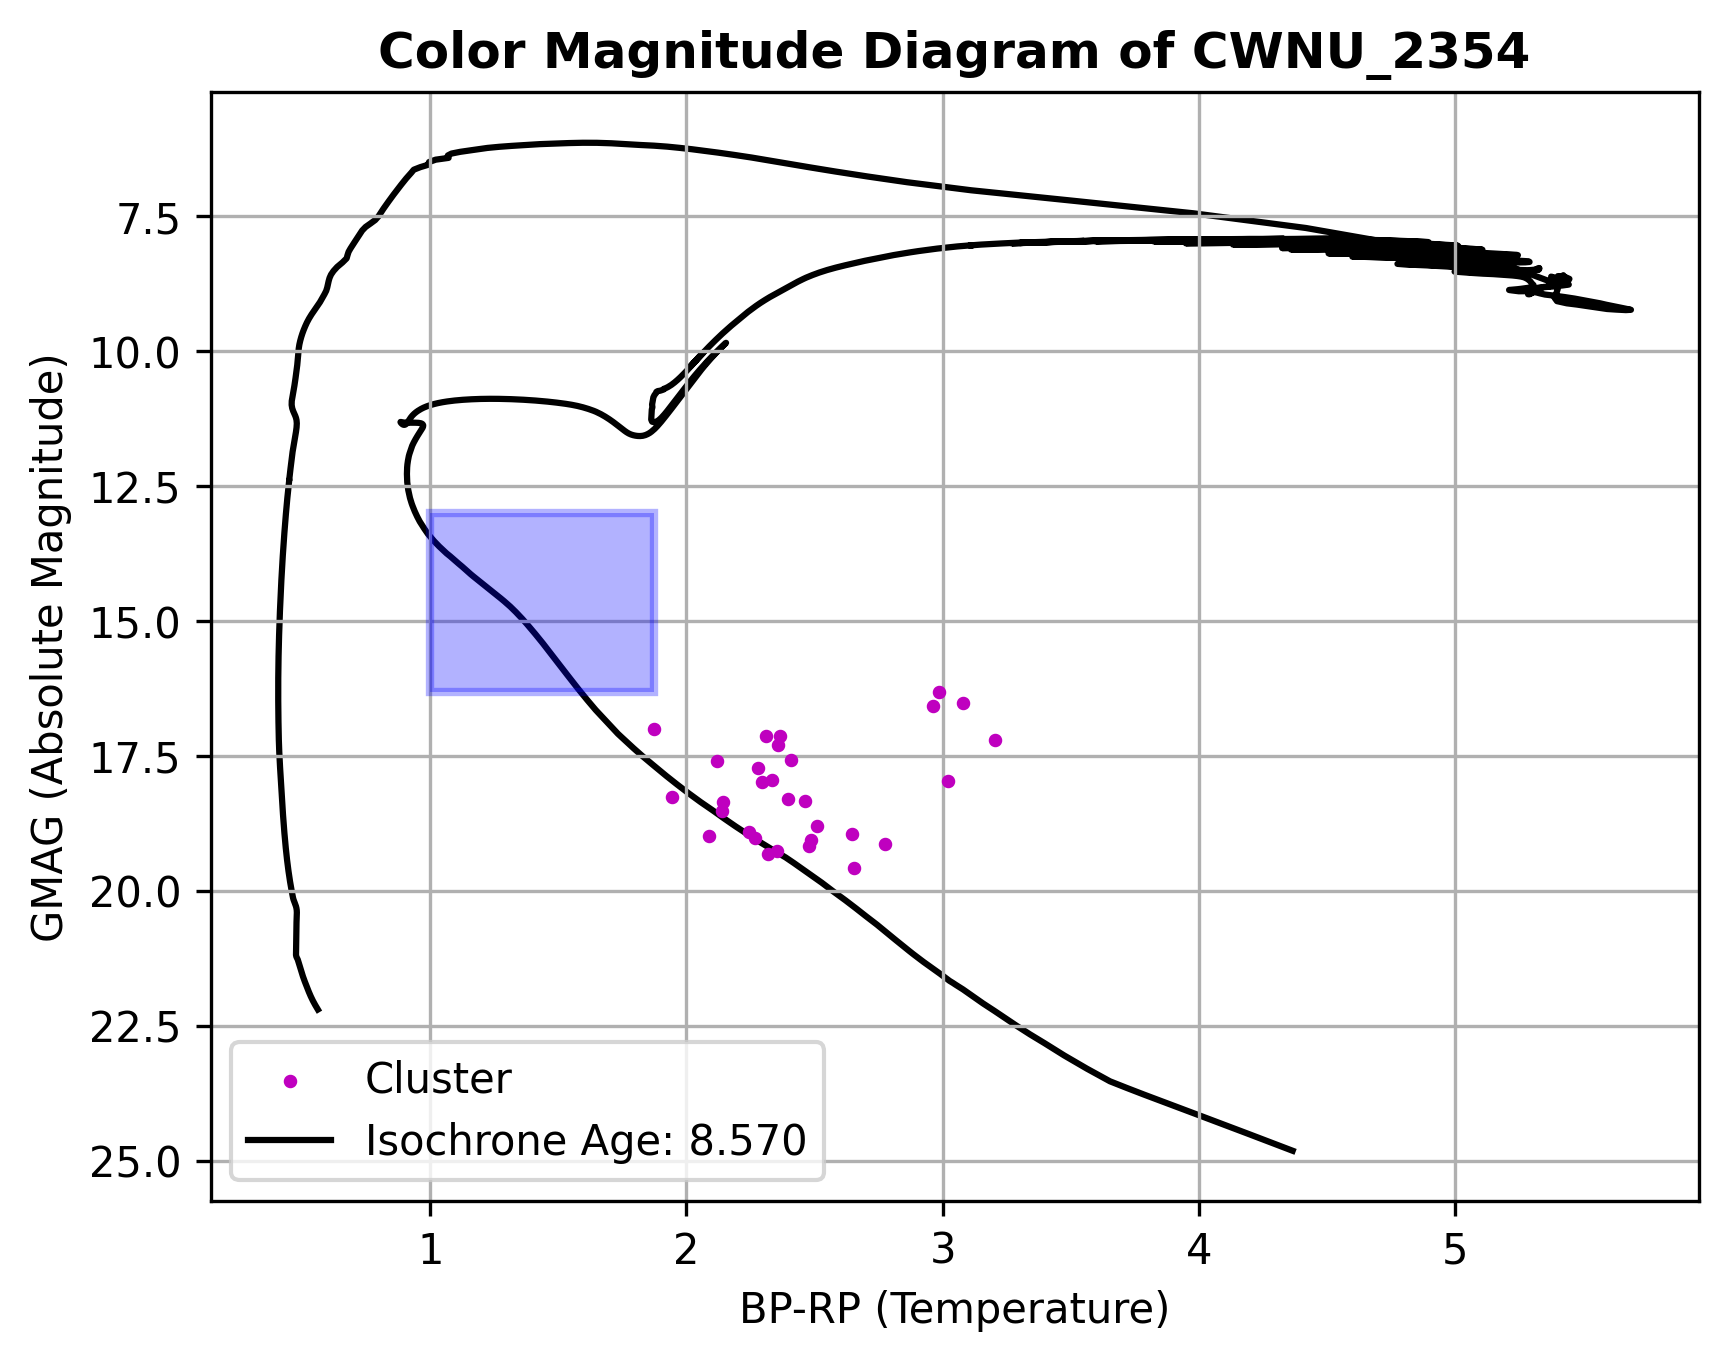 Color Magnitude Diagram of CWNU_2354
GMAG (Absolute Magnitude)
7.5
10.0
12.5
15.0
17.5
20.0
22.5
25.0
Cluster
Isochrone Age: 8.570
1 2 3 4 5
BP-RP (Temperature)